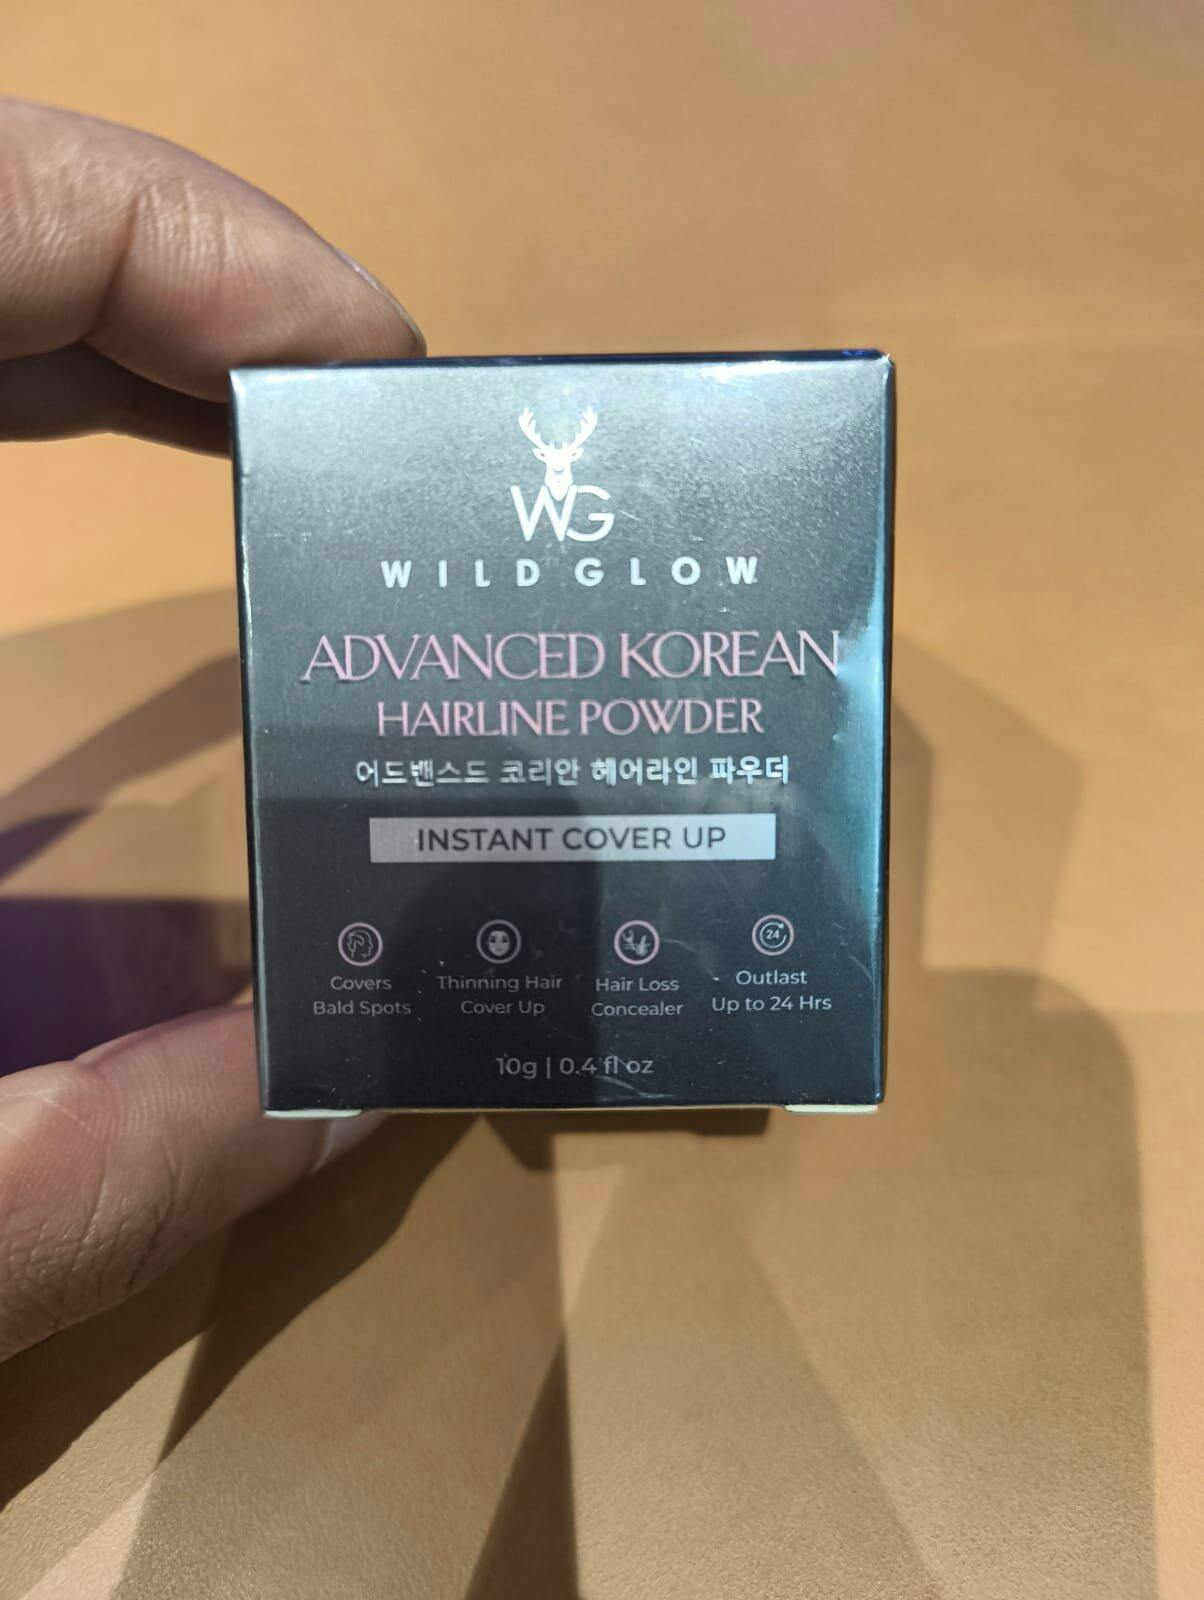 WG
WILD GLOW
ADVANCED KOREAN
HAIRLINE POWDER
어드밴스드 코리안 헤어라인 파우더
INSTANT COVER UP
Covers
Bald Spots
Thinning Hair
Cover Up
Hair Loss
Concealer
24
Outlast
Up to 24 Hrs
10g | 0.4 fl oz